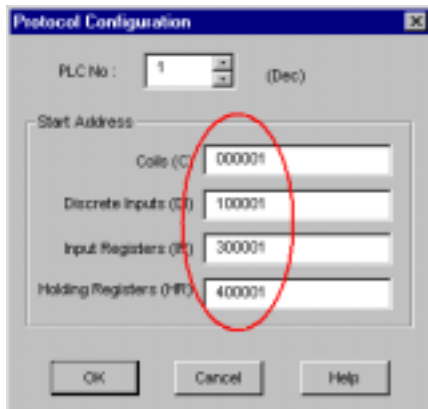 Protocol Configuration
PLC No : 1 (Dec)
Start Address
Coils (C) 000001
Discrete Inputs (DI) 100001
Input Registers (IR) 300001
Holding Registers (HR) 400001
OK Cancel Help